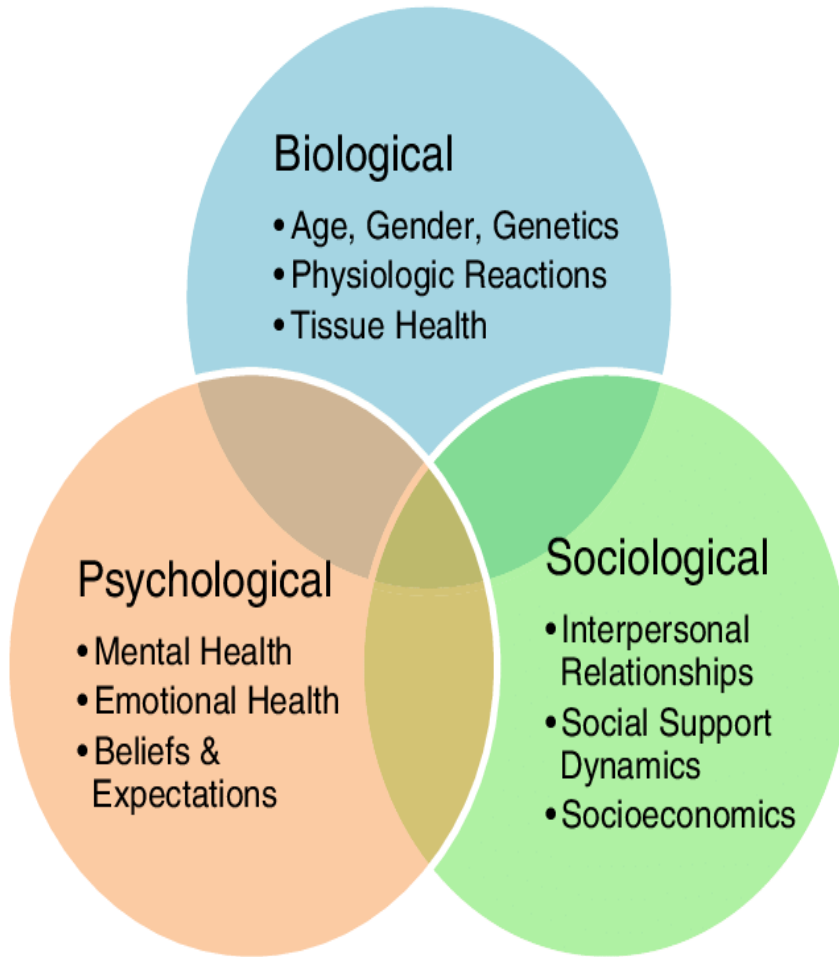 Biological
• Age, Gender, Genetics
• Physiologic Reactions
• Tissue Health
Psychological
• Mental Health
• Emotional Health
• Beliefs &
Expectations
Sociological
• Interpersonal
Relationships
• Social Support
Dynamics
• Socioeconomics